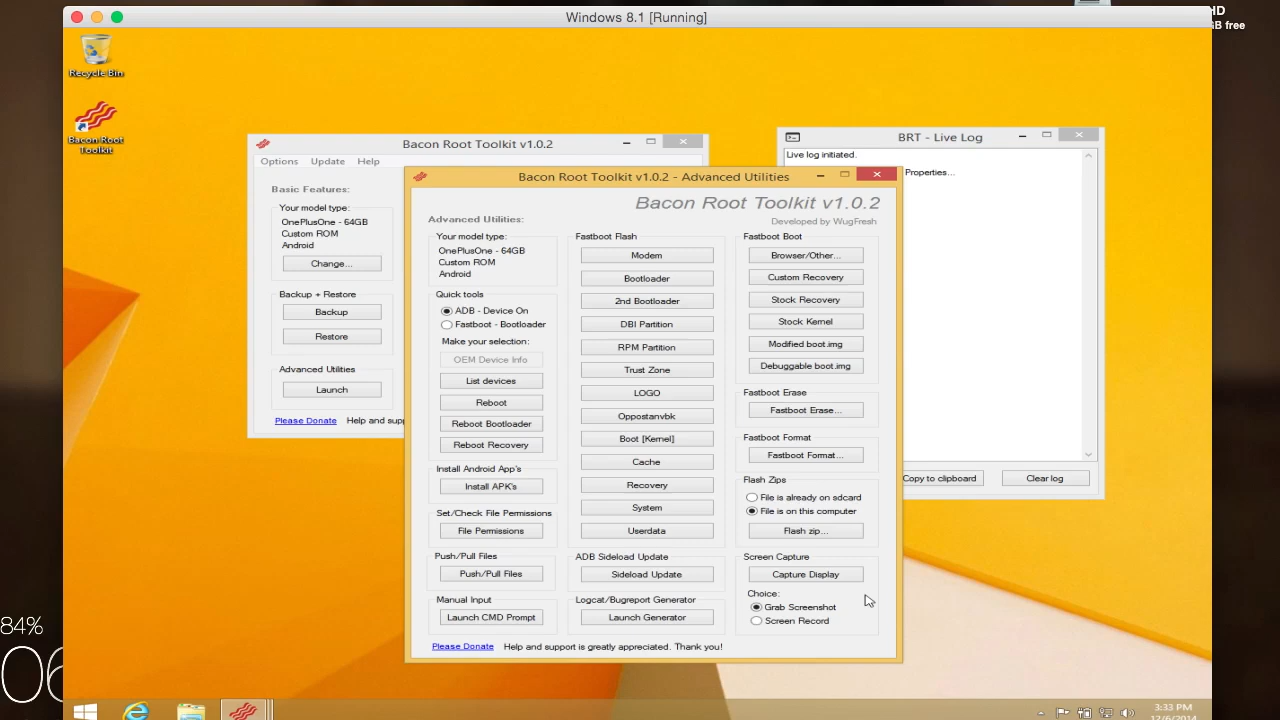 HD
GB free
Windows 8.1 [Running]
Recycle Bin
Bacon Root
Toolkit
Bacon Root Toolkit v1.0.2
Options Update Help
Basic Features:
Your model type:
OnePlusOne - 64GB
Custom ROM
Android
Change...
Backup + Restore
Backup
Restore
Advanced Utilities
Launch
Please Donate Help and supp
BRT - Live Log
Live log initiated.
Properties...
Copy to clipboard
Clear log
Bacon Root Toolkit v1.0.2 - Advanced Utilities
Bacon Root Toolkit v1.0.2
Developed by WugFresh
Advanced Utilities:
Your model type:
OnePlusOne - 64GB
Custom ROM
Android
Quick tools
ADB - Device On
Fastboot - Bootloader
Make your selection:
OEM Device Info
List devices
Reboot
Reboot Bootloader
Reboot Recovery
Install Android App's
Install APK's
Set/Check File Permissions
File Permissions
Push/Pull Files
Push/Pull Files
Manual Input
Launch CMD Prompt
Fastboot Flash
Modem
Bootloader
2nd Bootloader
DBI Partition
RPM Partition
Trust Zone
LOGO
Oppostanvbk
Boot [Kernel]
Cache
Recovery
System
Userdata
ADB Sideload Update
Sideload Update
Logcat/Bugreport Generator
Launch Generator
Fastboot Boot
Browser/Other...
Custom Recovery
Stock Recovery
Stock Kernel
Modified boot.img
Debuggable boot.img
Fastboot Erase
Fastboot Erase...
Fastboot Format
Fastboot Format...
Flash Zips
File is already on sdcard
File is on this computer
Flash zip...
Screen Capture
Capture Display
Choice:
Grab Screenshot
Screen Record
Please Donate Help and support is greatly appreciated. Thank you!
84%
06
3:33 PM
12/6/2014